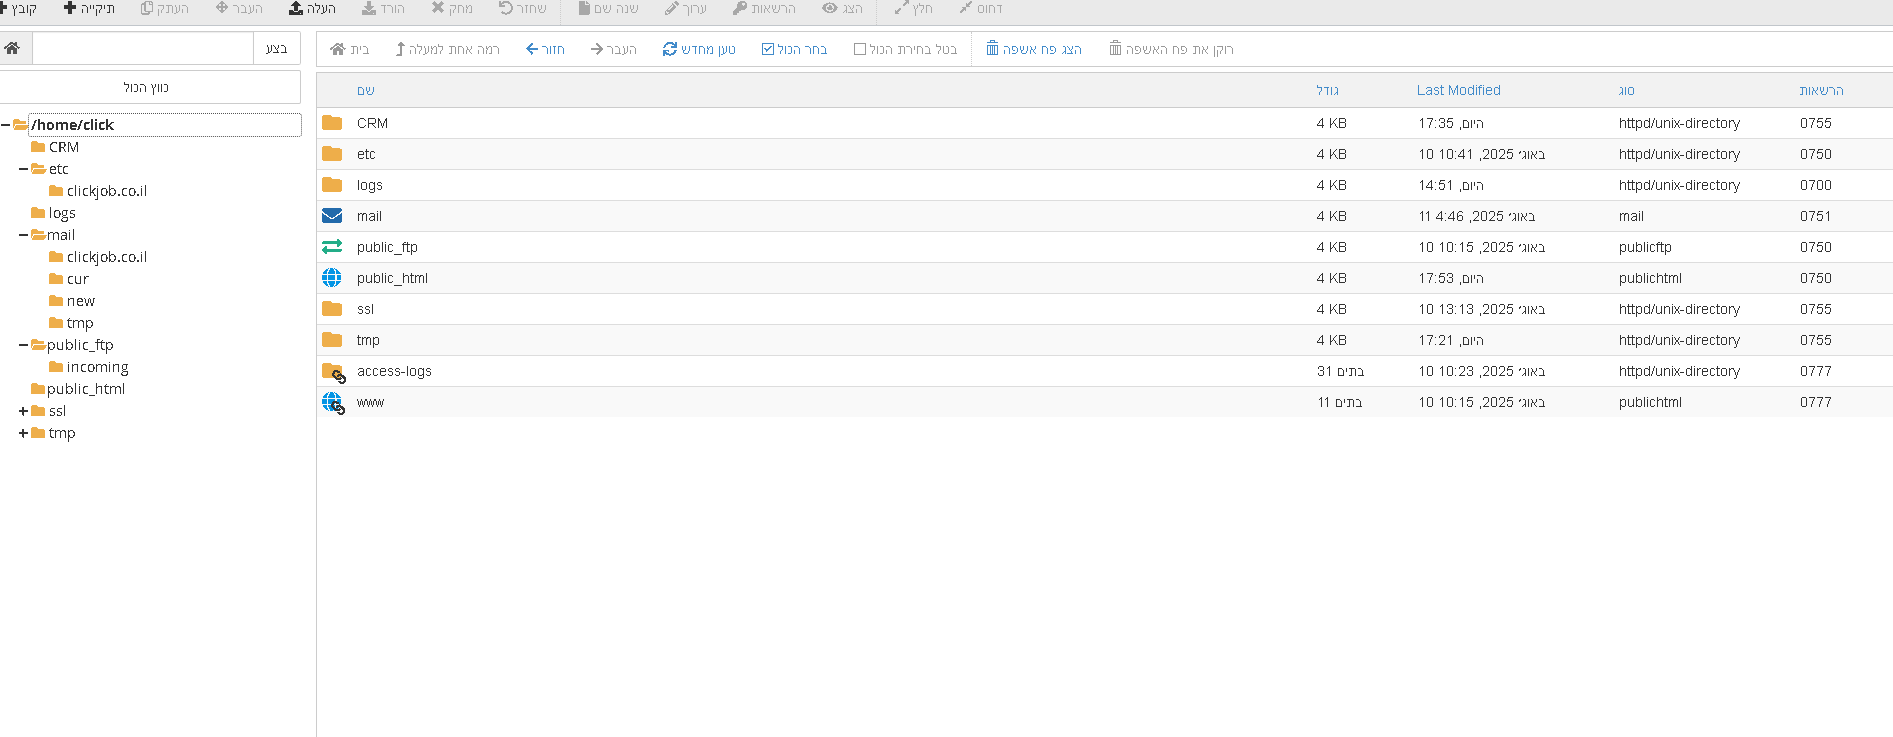 קובץ תיקייה העתק העבר העלה הורד מחק שחזר שנה שם ערוך הרשאות הצג חלץ דחוס
בצע
בית רמה אחת למעלה חזור העבר טען מחדש בחר הכול בטל בחירת הכול הצג פח אשפה רוקן את פח האשפה
כווץ הכול
/home/click
CRM
etc
clickjob.co.il
logs
mail
clickjob.co.il
cur
new
tmp
public_ftp
incoming
public_html
ssl
tmp
שם גודל Last Modified סוג הרשאות
CRM 4 KB היום, 17:35 httpd/unix-directory 0755
etc 4 KB 10 באוג׳ 2025, 10:41 httpd/unix-directory 0750
logs 4 KB היום, 14:51 httpd/unix-directory 0700
mail 4 KB 11 באוג׳ 2025, 4:46 mail 0751
public_ftp 4 KB 10 באוג׳ 2025, 10:15 publicftp 0750
public_html 4 KB היום, 17:53 publichtml 0750
ssl 4 KB 10 באוג׳ 2025, 13:13 httpd/unix-directory 0755
tmp 4 KB היום, 17:21 httpd/unix-directory 0755
access-logs 31 בתים 10 באוג׳ 2025, 10:23 httpd/unix-directory 0777
www 11 בתים 10 באוג׳ 2025, 10:15 publichtml 0777